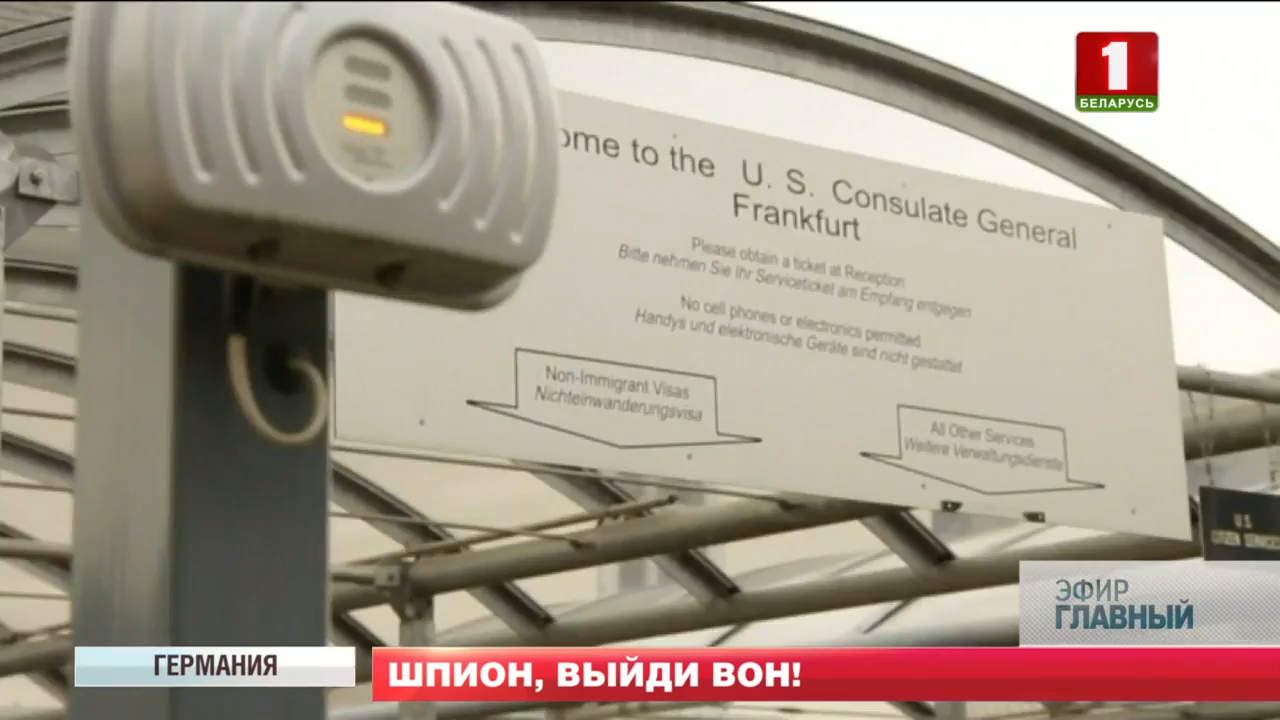 1
БЕЛАРУСЬ
ome to the U. S. Consulate General
Frankfurt
Please obtain a ticket at Reception
Bitte nehmen Sie Ihr Serviceticket am Empfang entgegen
No cell phones or electronics permitted
Handys und elektronische Geräte sind nicht gestattet
Non-Immigrant Visas
Nichteinwanderungsvisa
All Other Services
Weitere Verwaltungsdienste
U.S.
ЭФИР
ГЛАВНЫЙ
ГЕРМАНИЯ
ШПИОН, ВЫЙДИ ВОН!